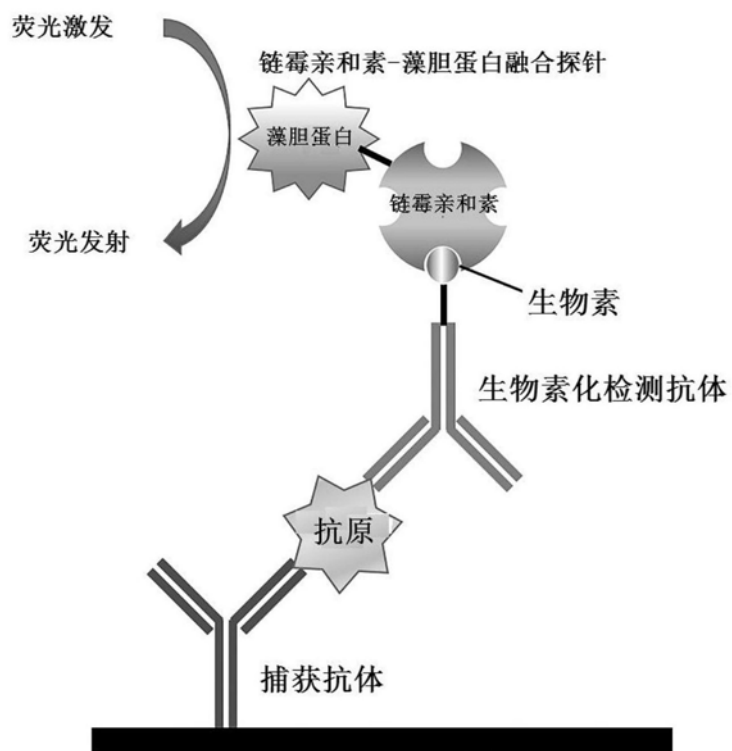 荧光激发
链霉亲和素-藻胆蛋白融合探针
藻胆蛋白
链霉亲和素
荧光发射
生物素
生物素化检测抗体
抗原
捕获抗体